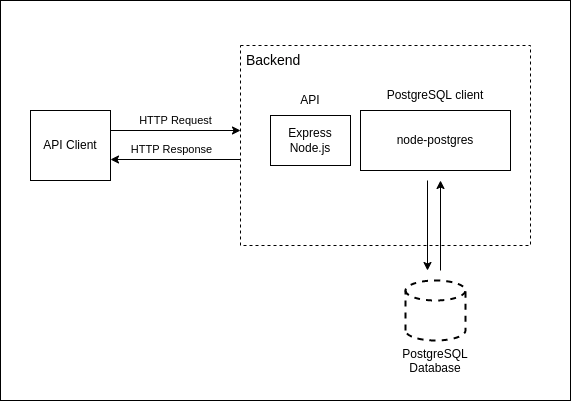 Backend
API
PostgreSQL client
HTTP Request
API Client
Express
Node.js
node-postgres
HTTP Response
PostgreSQL
Database